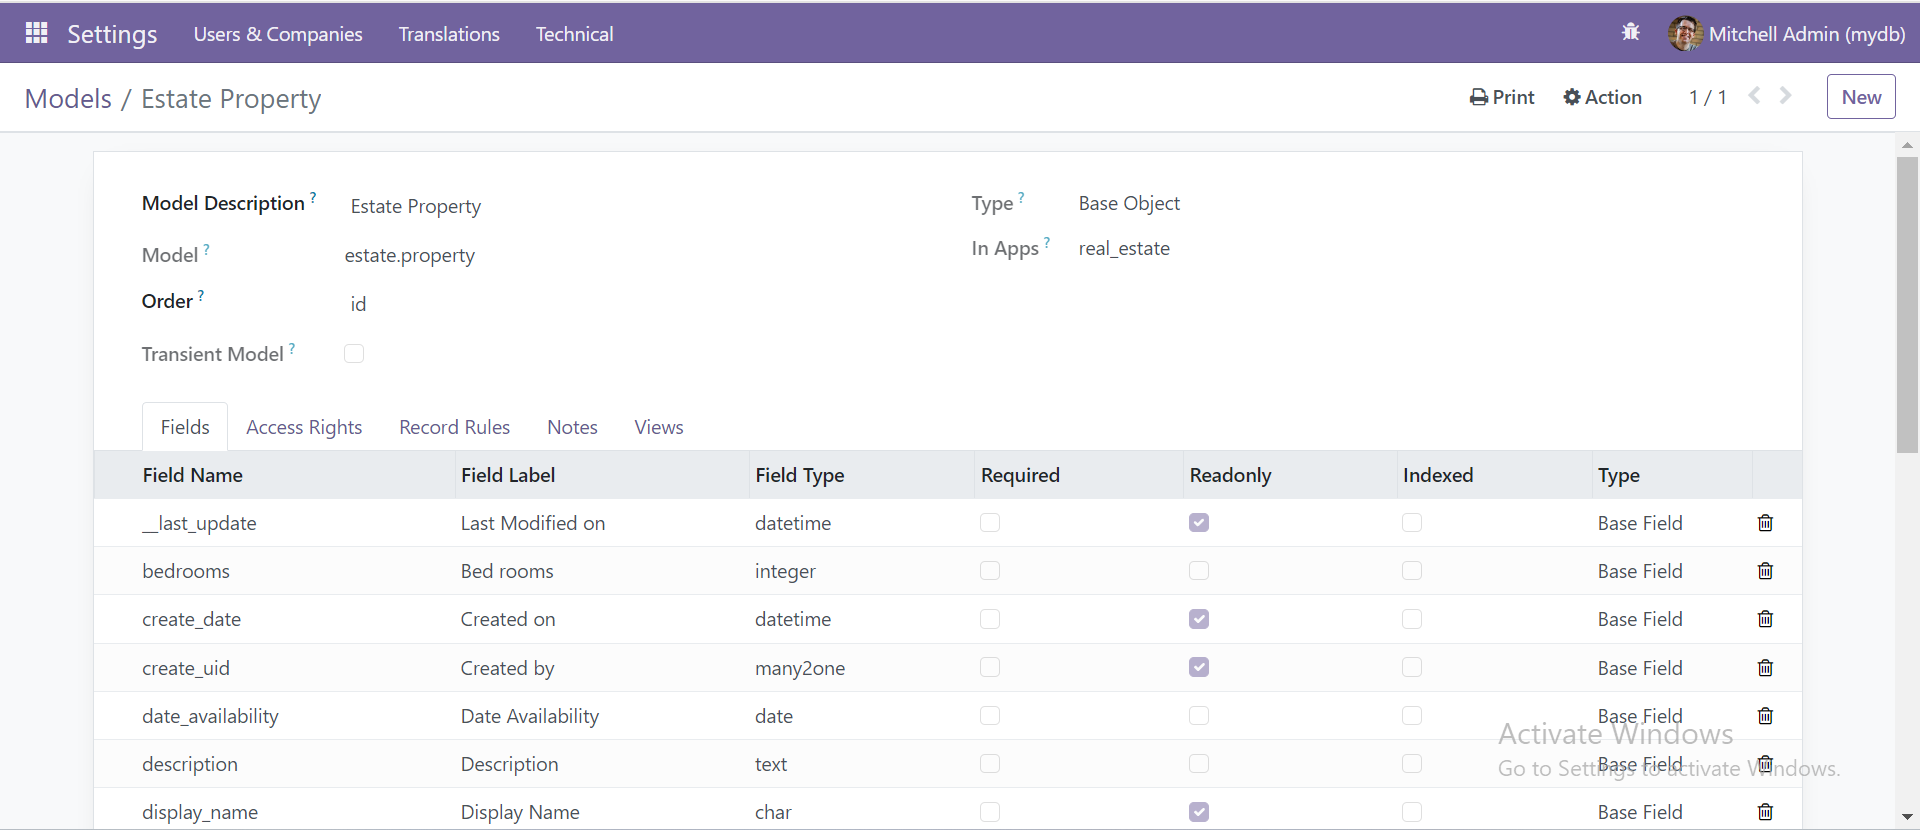 Settings Users & Companies Translations Technical Mitchell Admin (mydb)
Models / Estate Property Print Action 1 / 1 New
Model Description ? Estate Property Type ? Base Object
Model ? estate.property In Apps ? real_estate
Order ? id
Transient Model ?
Fields Access Rights Record Rules Notes Views
Field Name Field Label Field Type Required Readonly Indexed Type
__last_update Last Modified on datetime Base Field
bedrooms Bed rooms integer Base Field
create_date Created on datetime Base Field
create_uid Created by many2one Base Field
date_availability Date Availability date Base Field
Activate Windows
description Description text Base Field
Go to Settings to activate Windows.
display_name Display Name char Base Field